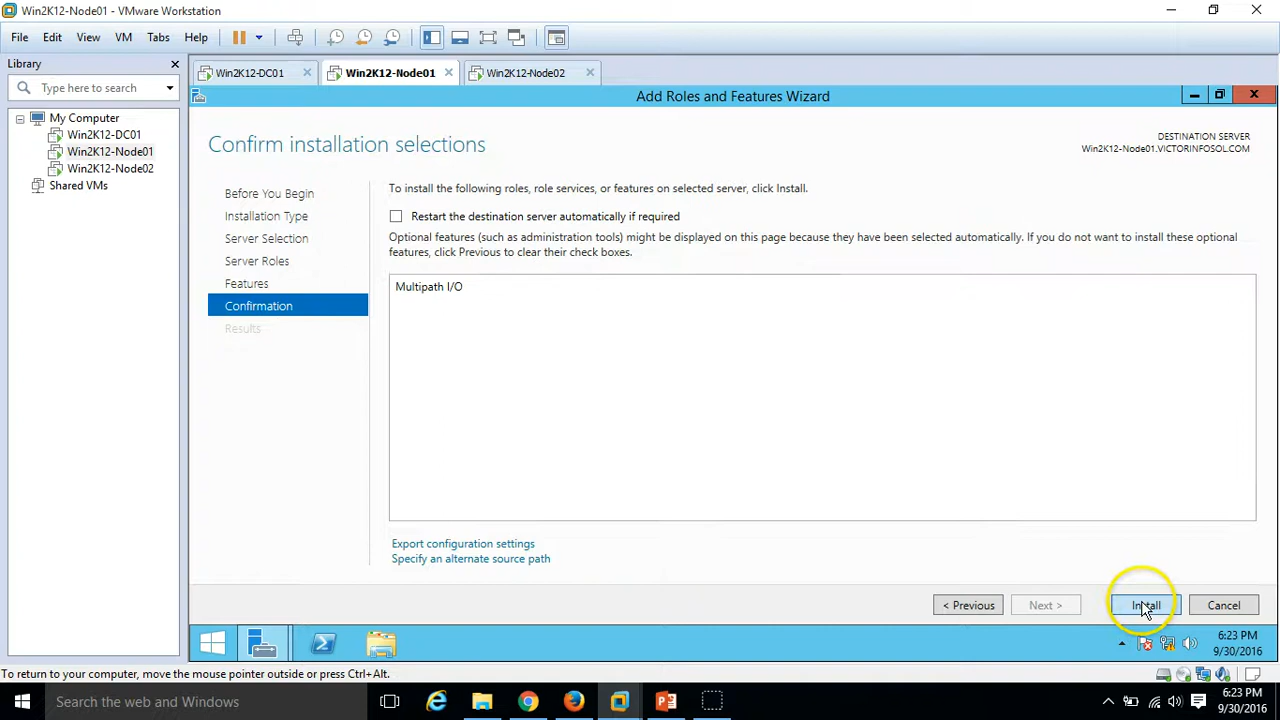 Win2K12-Node01 - VMware Workstation
File Edit View VM Tabs Help
Library
Type here to search
My Computer
Win2K12-DC01
Win2K12-Node01
Win2K12-Node02
Shared VMs
Win2K12-DC01 Win2K12-Node01 Win2K12-Node02
Add Roles and Features Wizard
Confirm installation selections
DESTINATION SERVER
Win2K12-Node01.VICTORINFOSOL.COM
Before You Begin
Installation Type
Server Selection
Server Roles
Features
Confirmation
Results
To install the following roles, role services, or features on selected server, click Install.
Restart the destination server automatically if required
Optional features (such as administration tools) might be displayed on this page because they have been selected automatically. If you do not want to install these optional
features, click Previous to clear their check boxes.
Multipath I/O
Export configuration settings
Specify an alternate source path
< Previous Next > Install Cancel
6:23 PM
9/30/2016
To return to your computer, move the mouse pointer outside or press Ctrl+Alt.
Search the web and Windows
6:23 PM
9/30/2016